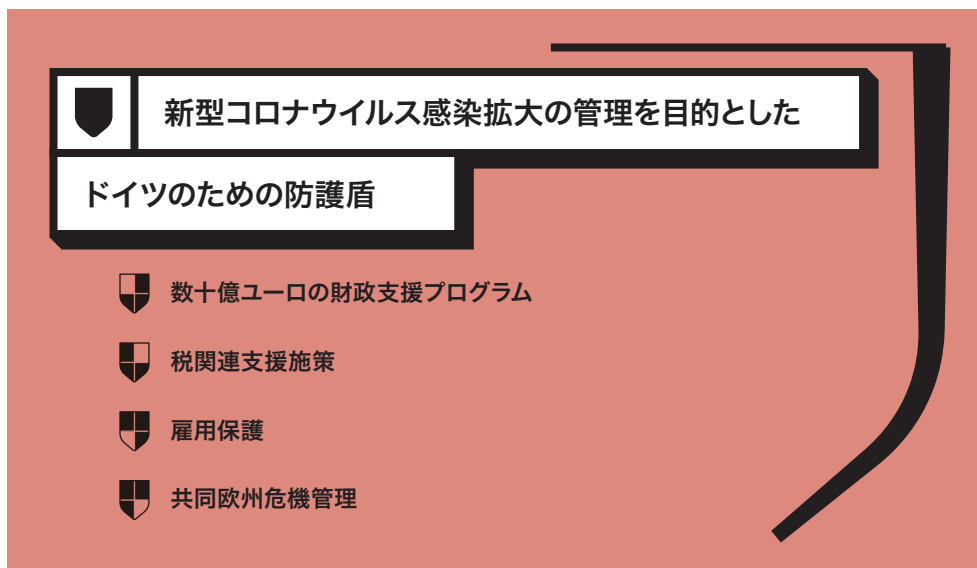 新型コロナウイルス感染拡大の管理を目的とした
ドイツのための防護盾
数十億ユーロの財政支援プログラム
税関連支援施策
雇用保護
共同欧州危機管理